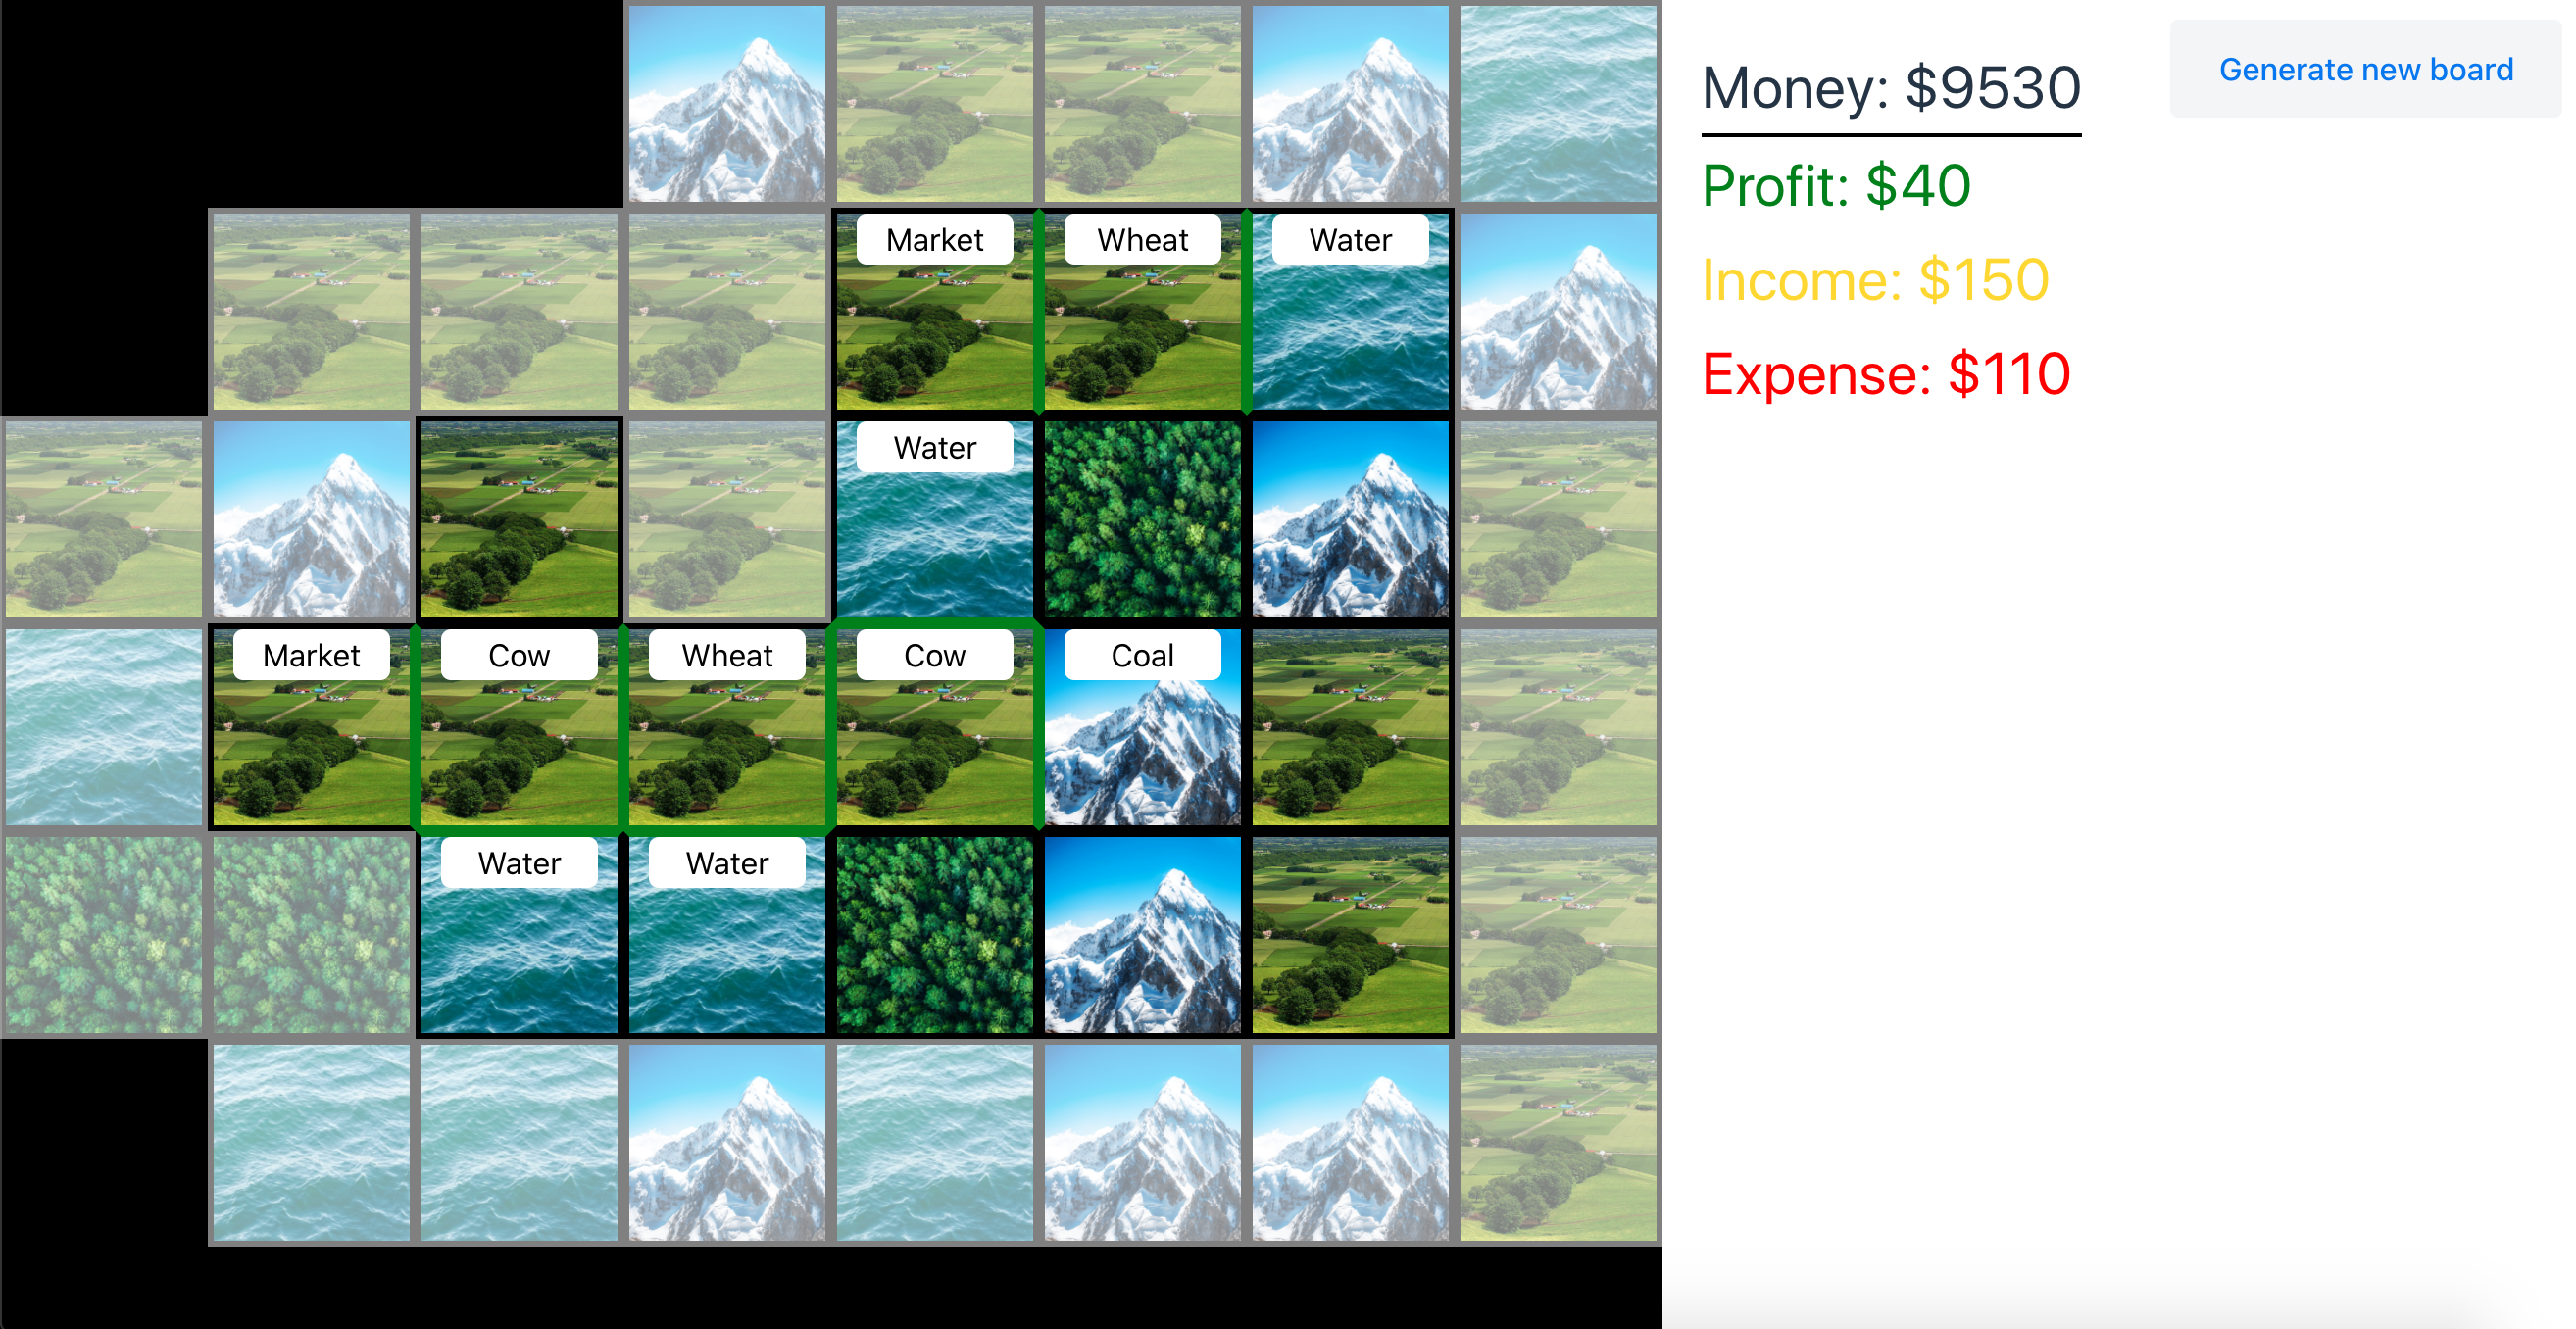 Money: $9530
Generate new board
Profit: $40
Income: $150
Expense: $110
Market
Wheat
Water
Water
Market
Cow
Wheat
Cow
Coal
Water
Water